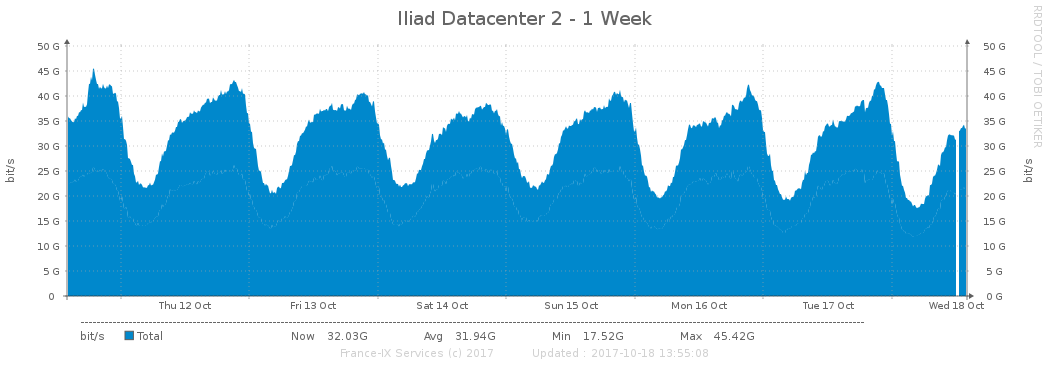 Iliad Datacenter 2 - 1 Week
RRDTOOL / TOBI OETIKER
50 G 50 G
45 G 45 G
40 G 40 G
35 G 35 G
30 G 30 G
25 G 25 G
20 G 20 G
15 G 15 G
10 G 10 G
5 G 5 G
0 0 G
bit/s bit/s
Thu 12 Oct Fri 13 Oct Sat 14 Oct Sun 15 Oct Mon 16 Oct Tue 17 Oct Wed 18 Oct
bit/s Total Now 32.03G Avg 31.94G Min 17.52G Max 45.42G
France-IX Services (c) 2017 Updated : 2017-10-18 13:55:08